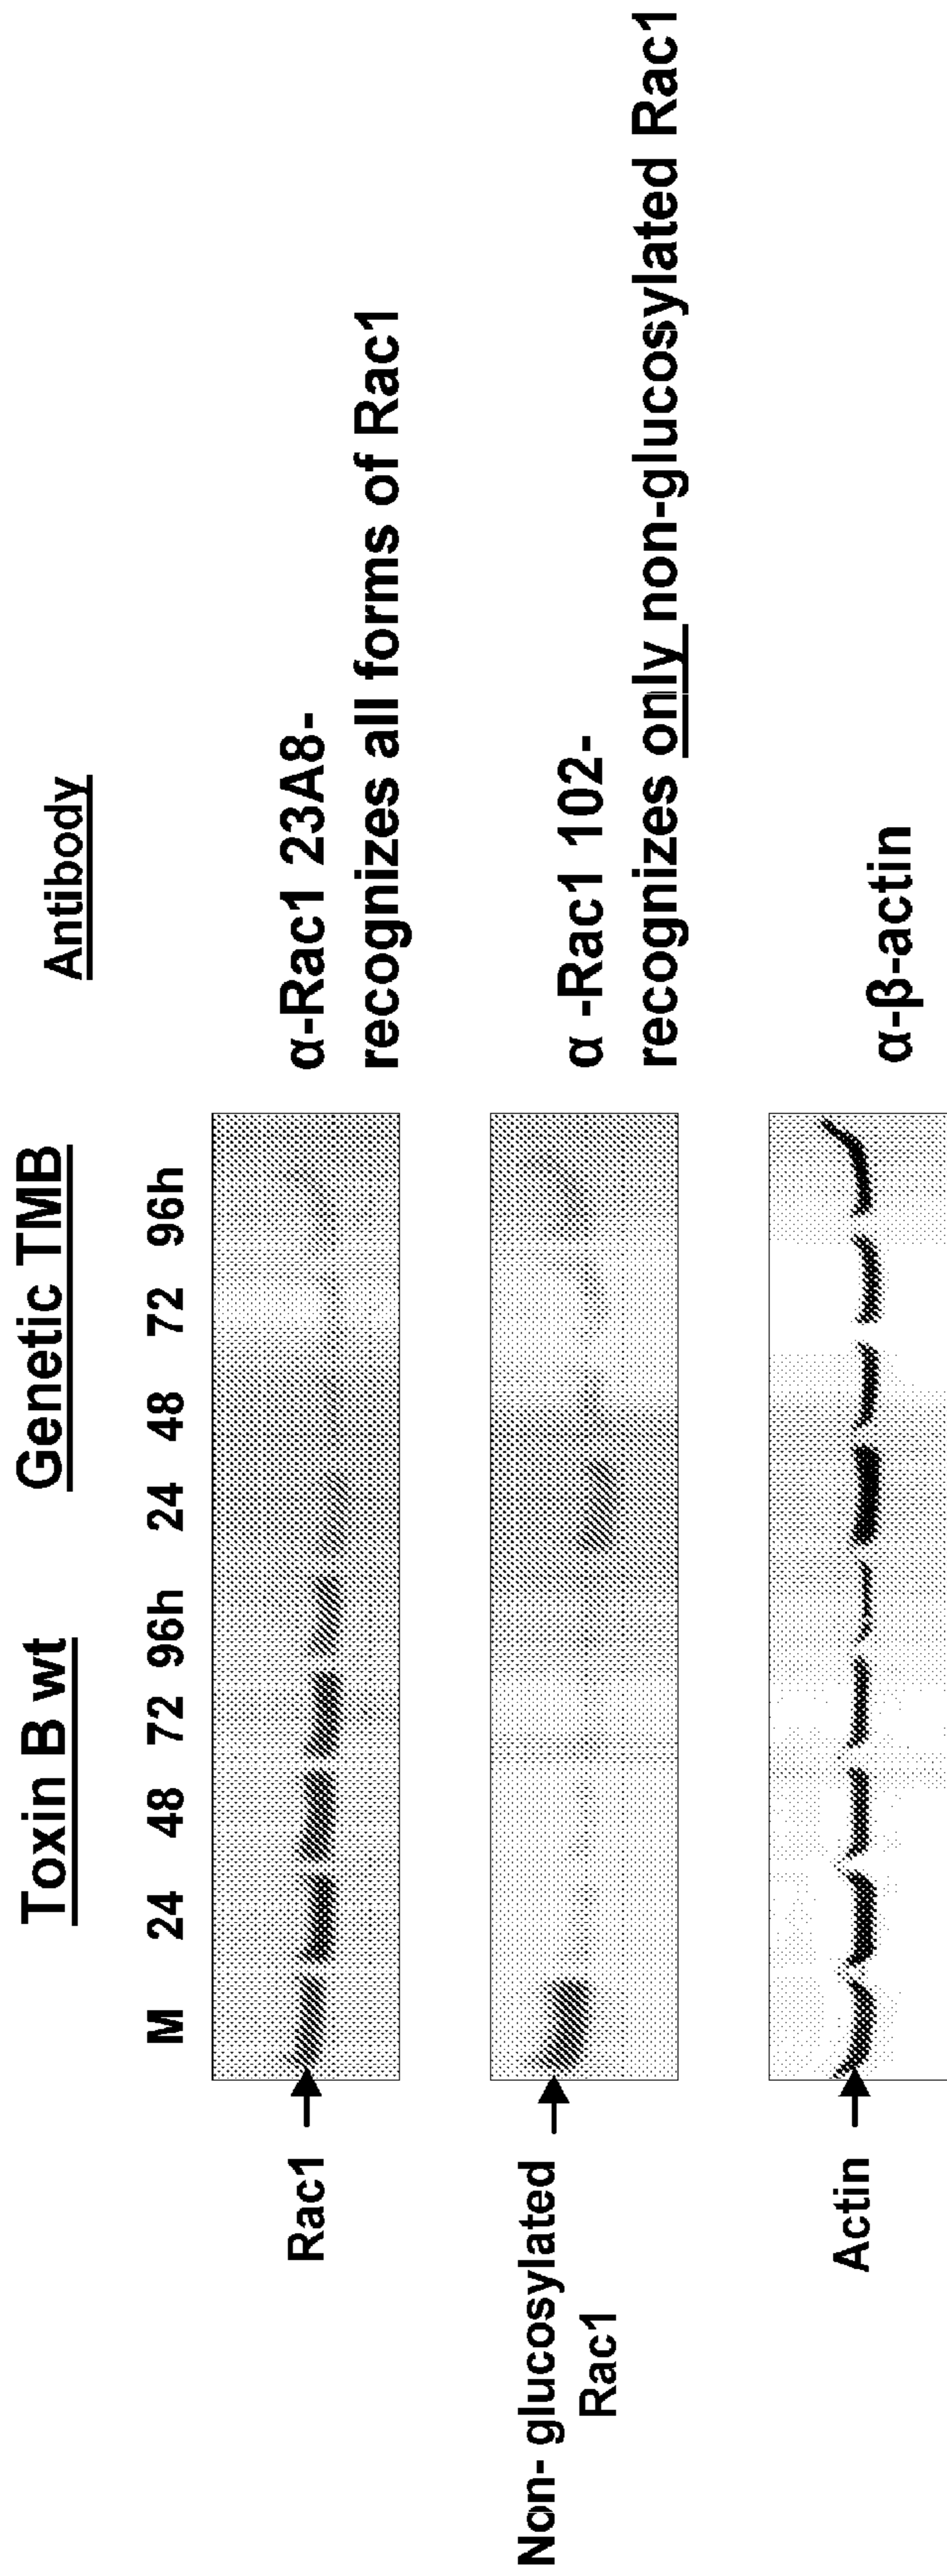 Toxin B wt Genetic TMB Antibody
M 24 48 72 96h 24 48 72 96h
Rac1
α-Rac1 23A8-
recognizes all forms of Rac1
Non- glucosylated
Rac1
α -Rac1 102-
recognizes only non-glucosylated Rac1
Actin
α-β-actin